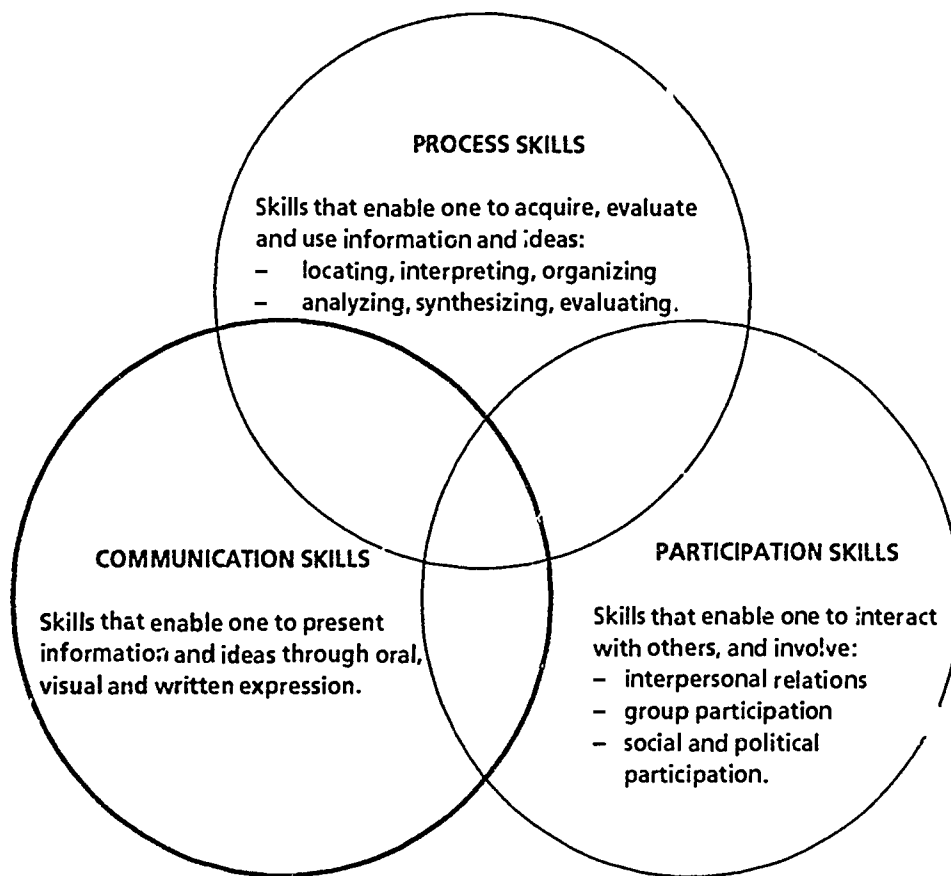 PROCESS SKILLS
Skills that enable one to acquire, evaluate
and use information and ideas:
– locating, interpreting, organizing
– analyzing, synthesizing, evaluating.
COMMUNICATION SKILLS
Skills that enable one to present
information and ideas through oral,
visual and written expression.
PARTICIPATION SKILLS
Skills that enable one to interact
with others, and involve:
– interpersonal relations
– group participation
– social and political
participation.